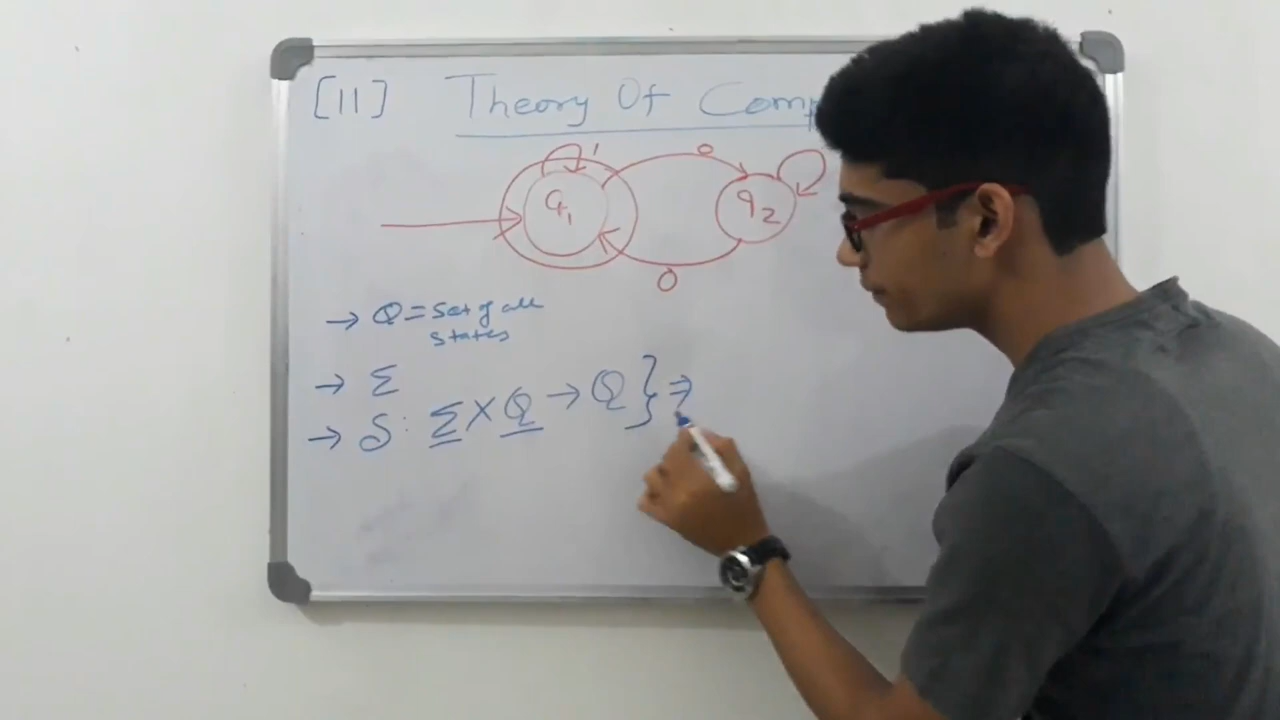 [11] Theory Of Comp
1 0
q1 q2
0
→ Q = Set of all
states
→ Σ
→ δ: Σ × Q → Q } ⇒